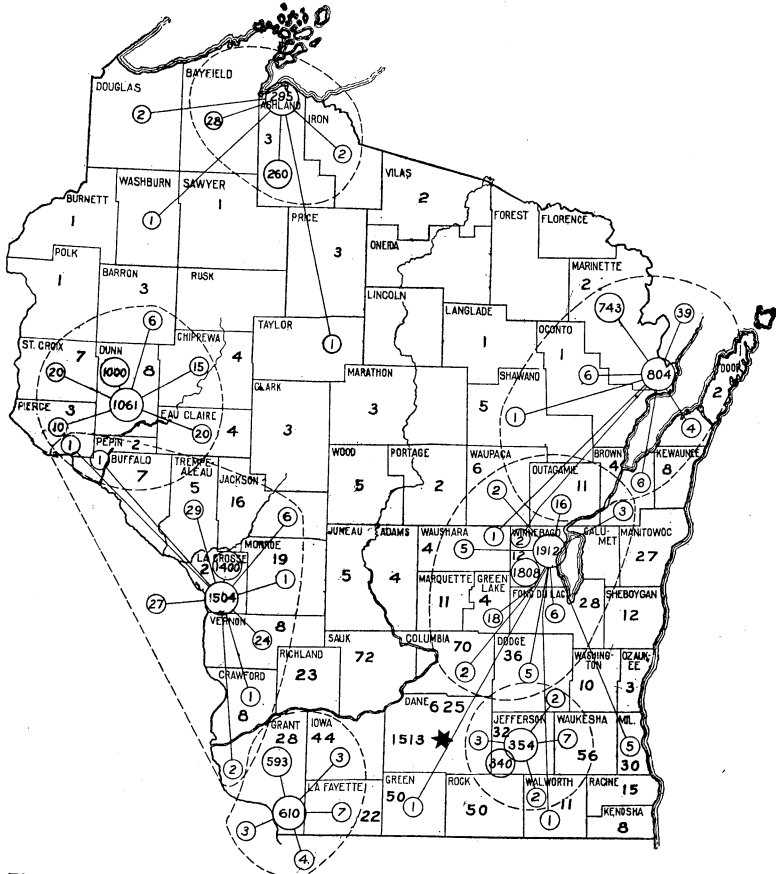 BAYFIELD
DOUGLAS
295
ASHLAND
IRON
2
28
3
2
260
VILAS
2
WASHBURN
SAWYER
1
1
BURNETT
1
PRICE
3
FOREST
FLORENCE
ONEIDA
POLK
1
BARRON
3
RUSK
MARINETTE
2
743
39
LINCOLN
LANGLADE
1
TAYLOR
1
OCONTO
1
6
804
DOOR
2
4
6
ST. CROIX
7
20
DUNN
1000
8
CHIPPEWA
4
15
1061
PIERCE
3
10
EAU CLAIRE
4
20
1
PEPIN
2
1
CLARK
3
MARATHON
3
SHAWANO
5
1
BROWN
4
KEWAUNEE
8
6
BUFFALO
7
TREMPE-
ALEAU
5
29
JACKSON
16
6
WOOD
5
PORTAGE
2
WAUPACA
6
2
OUTAGAMIE
11
16
3
1
JUNEAU
5
ADAMS
4
WAUSHARA
4
5
WINNEBAGO
2
12
1912
1808
CALU-
MET
MANITOWOC
27
MONROE
19
1
LA CROSSE
2
1400
1504
27
VERNON
8
24
MARQUETTE
11
GREEN
LAKE
4
18
FOND DU LAC
6
28
SHEBOYGAN
12
SAUK
72
COLUMBIA
70
2
DODGE
36
5
2
WASHING-
TON
10
OZAUK-
EE
3
RICHLAND
23
CRAWFORD
8
1
DANE
625
1513
JEFFERSON
32
3
354
840
7
WAUKESHA
56
MIL.
5
30
GRANT
28
593
2
IOWA
44
3
LA FAYETTE
22
7
610
3
4
GREEN
50
1
ROCK
50
WALWORTH
2
11
1
RACINE
15
KENOSHA
8